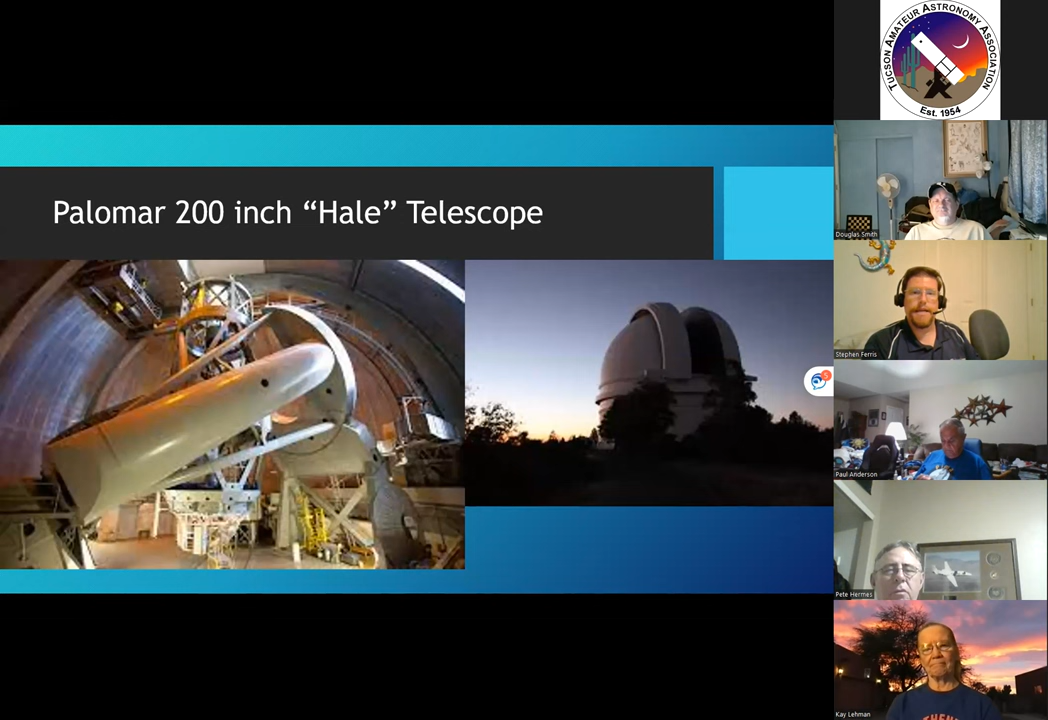 Palomar 200 inch “Hale” Telescope
TUCSON AMATEUR ASTRONOMY ASSOCIATION
Est. 1954
Douglas Smith
Stephen Ferris
Paul Anderson
Pete Hermes
Kay Lehman